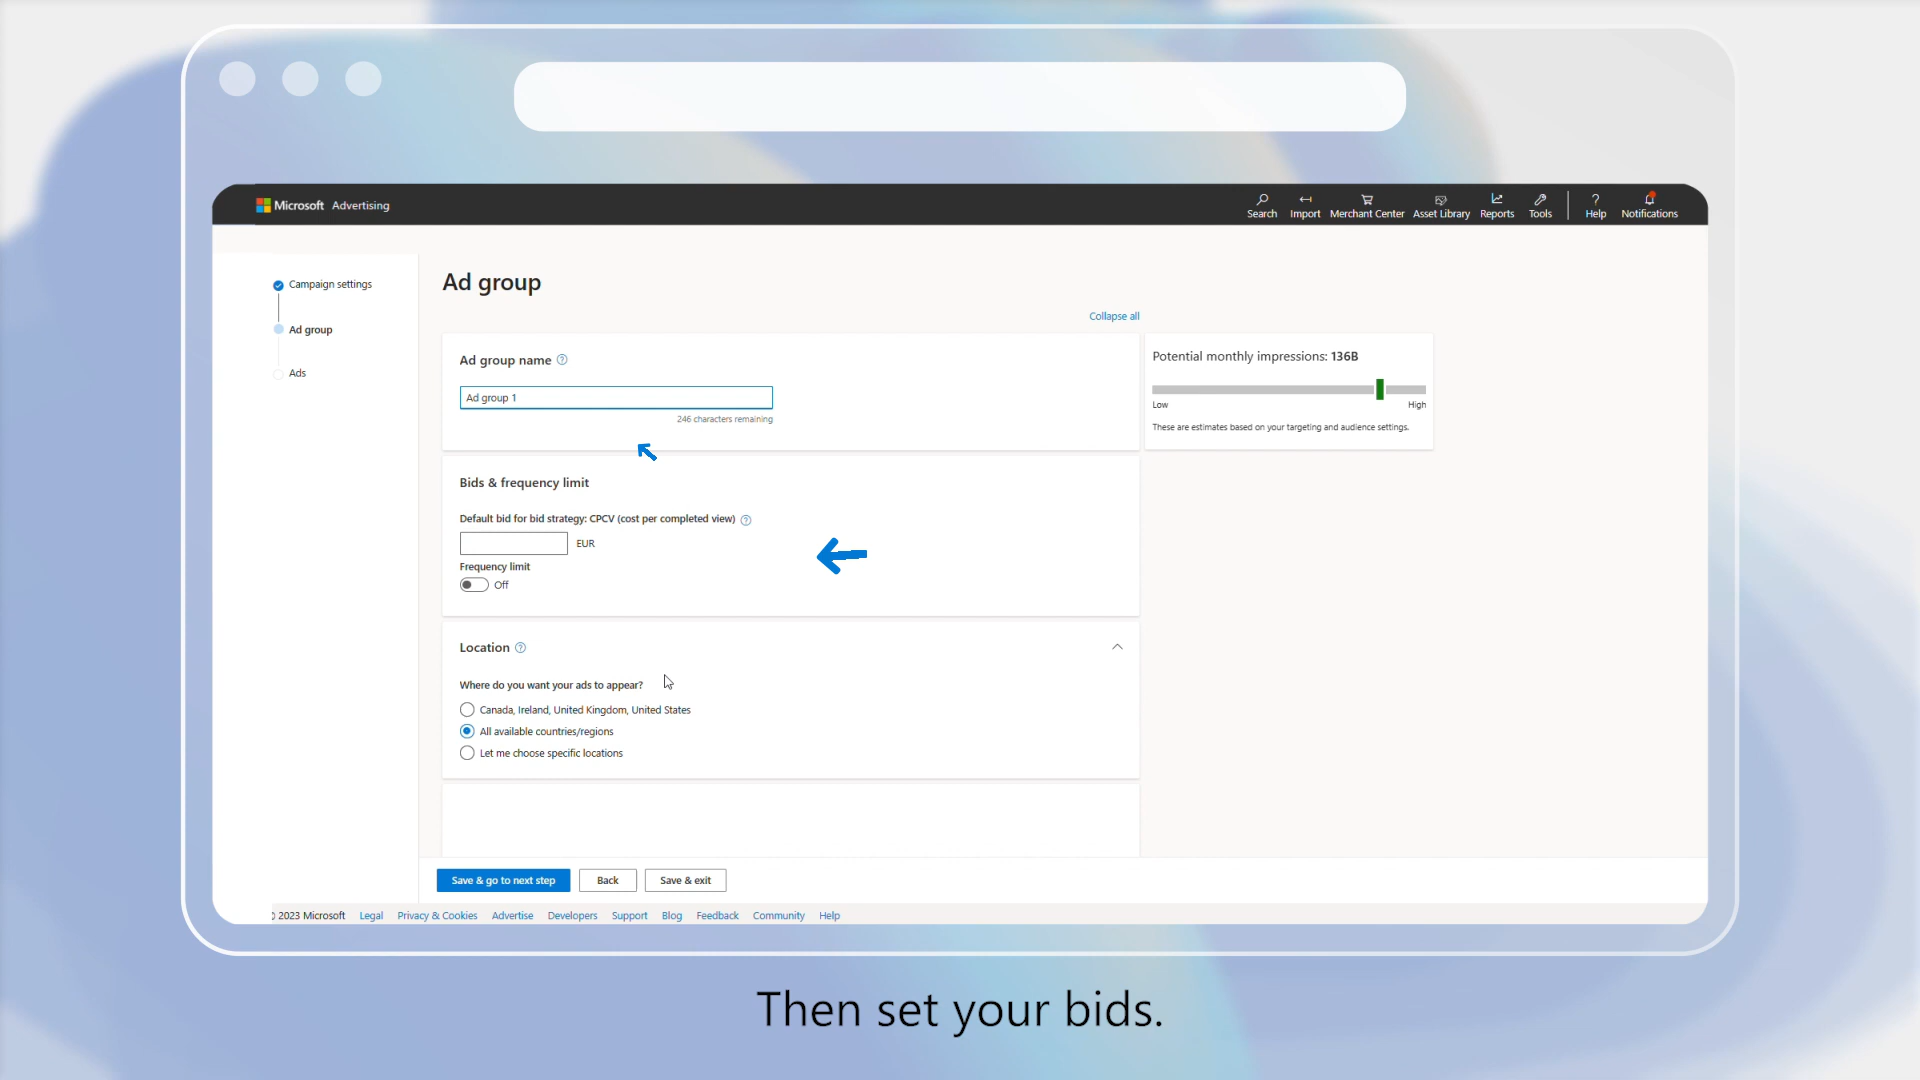 Microsoft Advertising
Search Import Merchant Center Asset Library Reports Tools Help Notifications
Campaign settings
Ad group
Ads
Ad group
Collapse all
Ad group name
Ad group 1
246 characters remaining
Potential monthly impressions: 136B
Low High
These are estimates based on your targeting and audience settings.
Bids & frequency limit
Default bid for bid strategy: CPCV (cost per completed view)
EUR
Frequency limit
Off
Location
Where do you want your ads to appear?
Canada, Ireland, United Kingdom, United States
All available countries/regions
Let me choose specific locations
Save & go to next step Back Save & exit
2023 Microsoft Legal Privacy & Cookies Advertise Developers Support Blog Feedback Community Help
Then set your bids.